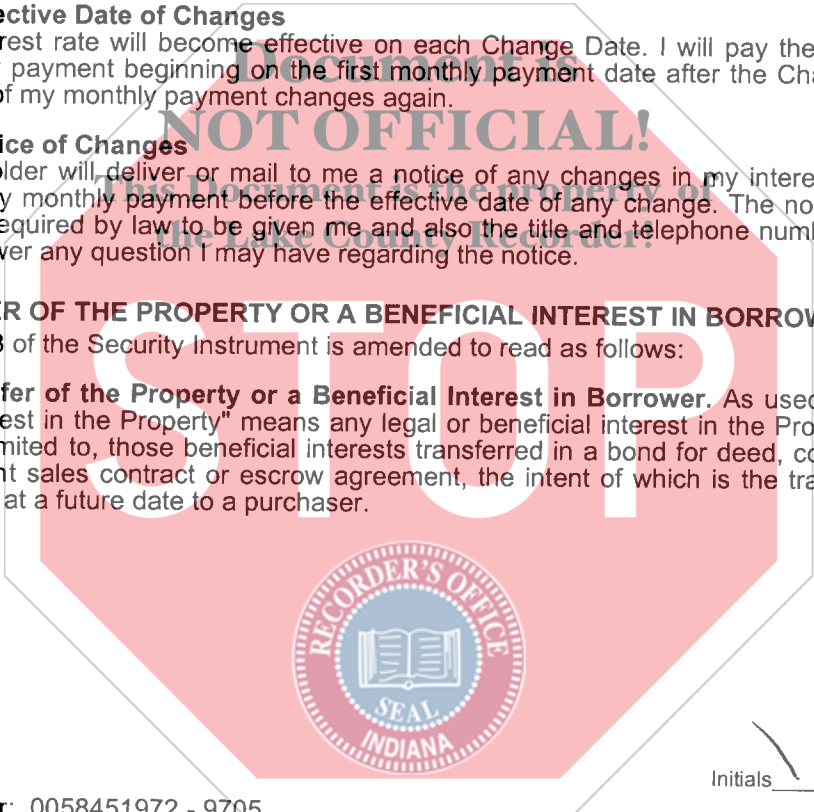 ective Date of Changes
rest rate will become effective on each Change Date. I will pay the
payment beginning on the first monthly payment date after the Cha
of my monthly payment changes again.
Document is
NOT OFFICIAL!
This Document is the property of
the Lake County Recorder!
ice of Changes
older will deliver or mail to me a notice of any changes in my intere
y monthly payment before the effective date of any change. The no
equired by law to be given me and also the title and telephone numb
ver any question I may have regarding the notice.
R OF THE PROPERTY OR A BENEFICIAL INTEREST IN BORROW
of the Security Instrument is amended to read as follows:
fer of the Property or a Beneficial Interest in Borrower. As used
est in the Property" means any legal or beneficial interest in the Pro
mited to, those beneficial interests transferred in a bond for deed, co
nt sales contract or escrow agreement, the intent of which is the tra
at a future date to a purchaser.
STOP
RECORDER'S OFFICE
SEAL
INDIANA
Initials
r: 0058451972 - 9705